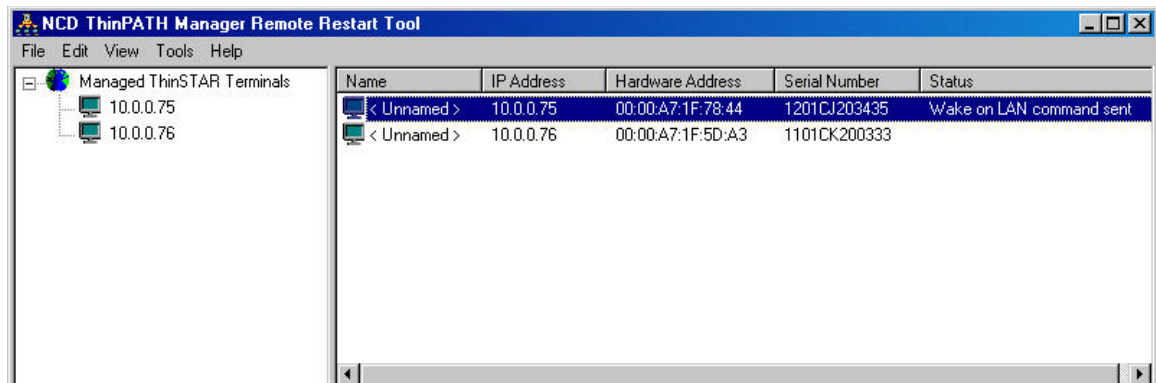 NCD ThinPATH Manager Remote Restart Tool
File Edit View Tools Help
Managed ThinSTAR Terminals
10.0.0.75
10.0.0.76
Name IP Address Hardware Address Serial Number Status
< Unnamed > 10.0.0.75 00:00:A7:1F:78:44 1201CJ203435 Wake on LAN command sent
< Unnamed > 10.0.0.76 00:00:A7:1F:5D:A3 1101CK200333